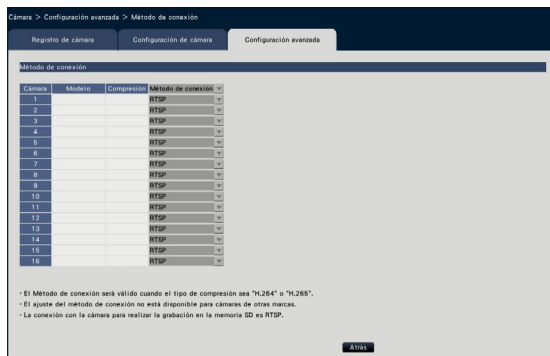 Cámara > Configuración avanzada > Método de conexión
Registro de cámara Configuración de cámara Configuración avanzada
Método de conexión
Cámara Modelo Compresión Método de conexión
1 RTSP
2 RTSP
3 RTSP
4 RTSP
5 RTSP
6 RTSP
7 RTSP
8 RTSP
9 RTSP
10 RTSP
11 RTSP
12 RTSP
13 RTSP
14 RTSP
15 RTSP
16 RTSP
・El Método de conexión será válido cuando el tipo de compresión sea "H.264" o "H.265".
・El ajuste del método de conexión no está disponible para cámaras de otras marcas.
・La conexión con la cámara para realizar la grabación en la memoria SD es RTSP.
Atrás